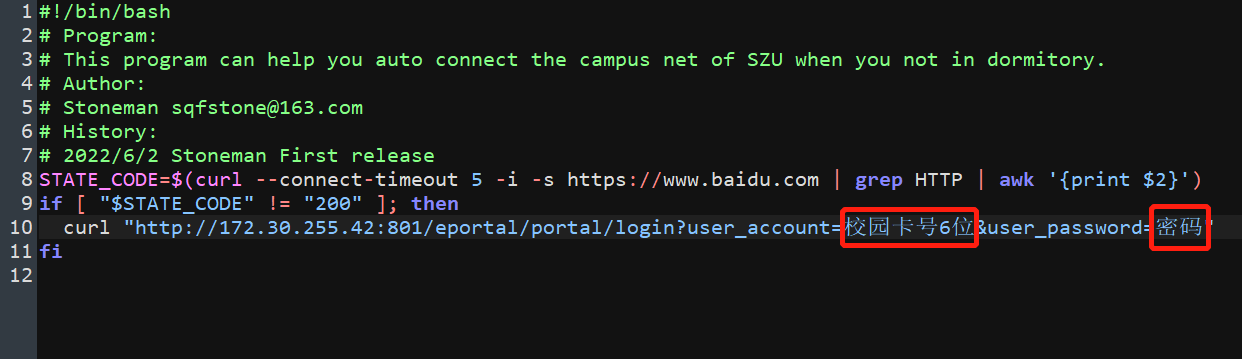 1 #!/bin/bash
2 # Program:
3 # This program can help you auto connect the campus net of SZU when you not in dormitory.
4 # Author:
5 # Stoneman sqfstone@163.com
6 # History:
7 # 2022/6/2 Stoneman First release
8 STATE_CODE=$(curl --connect-timeout 5 -i -s https://www.baidu.com | grep HTTP | awk '{print $2}')
9 if [ "$STATE_CODE" != "200" ]; then
10 curl "http://172.30.255.42:801/eportal/portal/login?user_account=校园卡号6位&user_password=密码"
11 fi
12